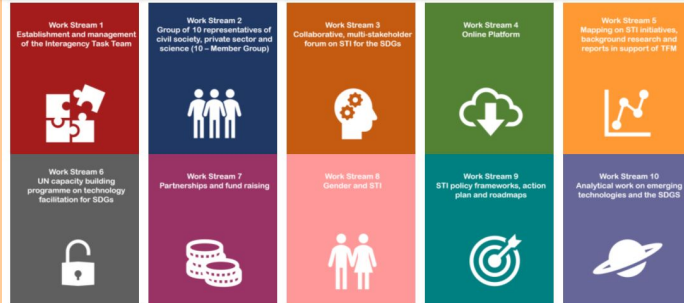 Work Stream 1
Establishment and management
of the Interagency Task Team
Work Stream 2
Group of 10 representatives of
civil society, private sector and
science (10 – Member Group)
Work Stream 3
Collaborative, multi-stakeholder
forum on STI for the SDGs
Work Stream 4
Online Platform
Work Stream 5
Mapping on STI initiatives,
background research and
reports in support of TFM
Work Stream 6
UN capacity building
programme on technology
facilitation for SDGs
Work Stream 7
Partnerships and fund raising
Work Stream 8
Gender and STI
Work Stream 9
STI policy frameworks, action
plan and roadmaps
Work Stream 10
Analytical work on emerging
technologies and the SDGS